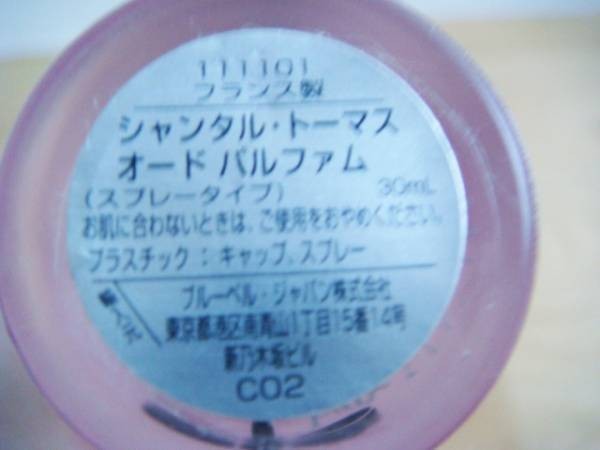 111101
フランス製
シャンタル・トーマス
オード パルファム
(スプレータイプ) 30mL
お肌に合わないときは、ご使用をおやめください。
プラスチック：キャップ、スプレー
ブルーベル・ジャパン株式会社
東京都港区南青山1丁目15番14号
新乃木坂ビル
C02